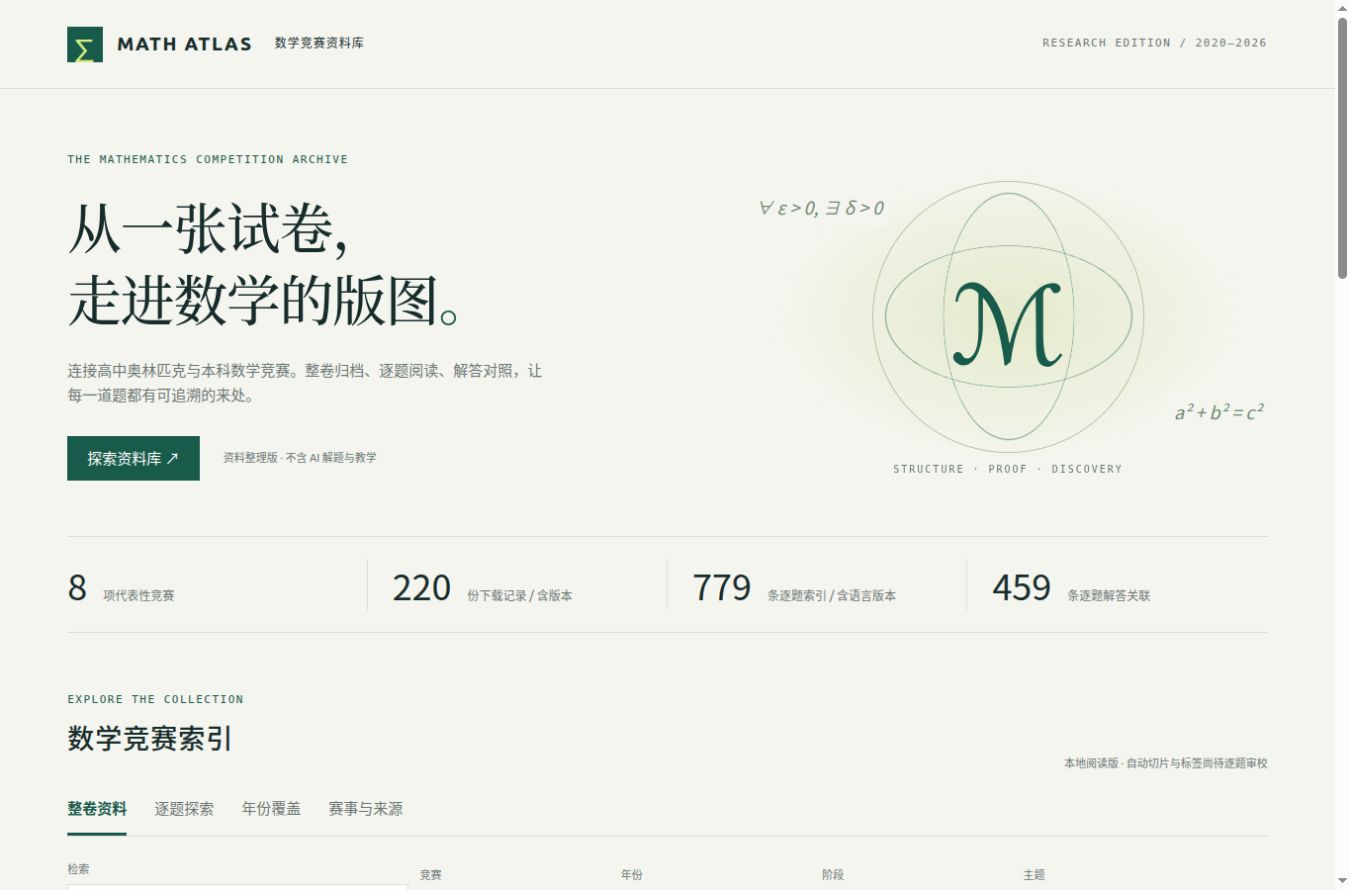 ∑ MATH ATLAS 数学竞赛资料库
RESEARCH EDITION / 2020—2026
THE MATHEMATICS COMPETITION ARCHIVE
从一张试卷，
走进数学的版图。
连接高中奥林匹克与本科数学竞赛。整卷归档、逐题阅读、解答对照，让
每一道题都有可追溯的来处。
探索资料库 ↗
资料整理版 · 不含 AI 解题与教学
∀ ε > 0, ∃ δ > 0
ℳ
a² + b² = c²
STRUCTURE · PROOF · DISCOVERY
8 项代表性竞赛
220 份下载记录 / 含版本
779 条逐题索引 / 含语言版本
459 条逐题解答关联
EXPLORE THE COLLECTION
数学竞赛索引
本地阅读版 · 自动切片与标签尚待逐题审校
整卷资料 逐题探索 年份覆盖 赛事与来源
检索 竞赛 年份 阶段 主题